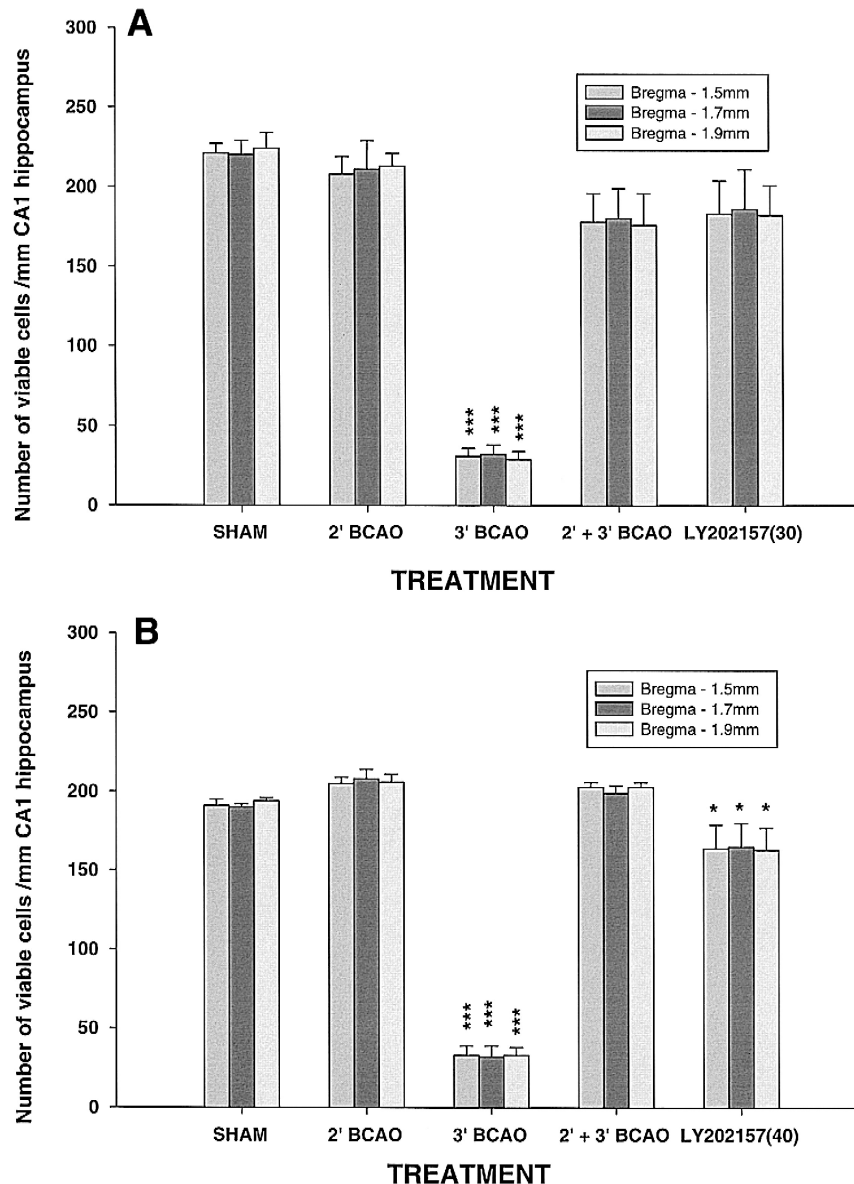 A
300
250
200
150
100
50
0
Number of viable cells /mm CA1 hippocampus
Bregma - 1.5mm
Bregma - 1.7mm
Bregma - 1.9mm
*** *** ***
SHAM 2' BCAO 3' BCAO 2' + 3' BCAO LY202157(30)
TREATMENT
B
300
250
200
150
100
50
0
Number of viable cells /mm CA1 hippocampus
Bregma - 1.5mm
Bregma - 1.7mm
Bregma - 1.9mm
* * *
*** *** ***
SHAM 2' BCAO 3' BCAO 2' + 3' BCAO LY202157(40)
TREATMENT